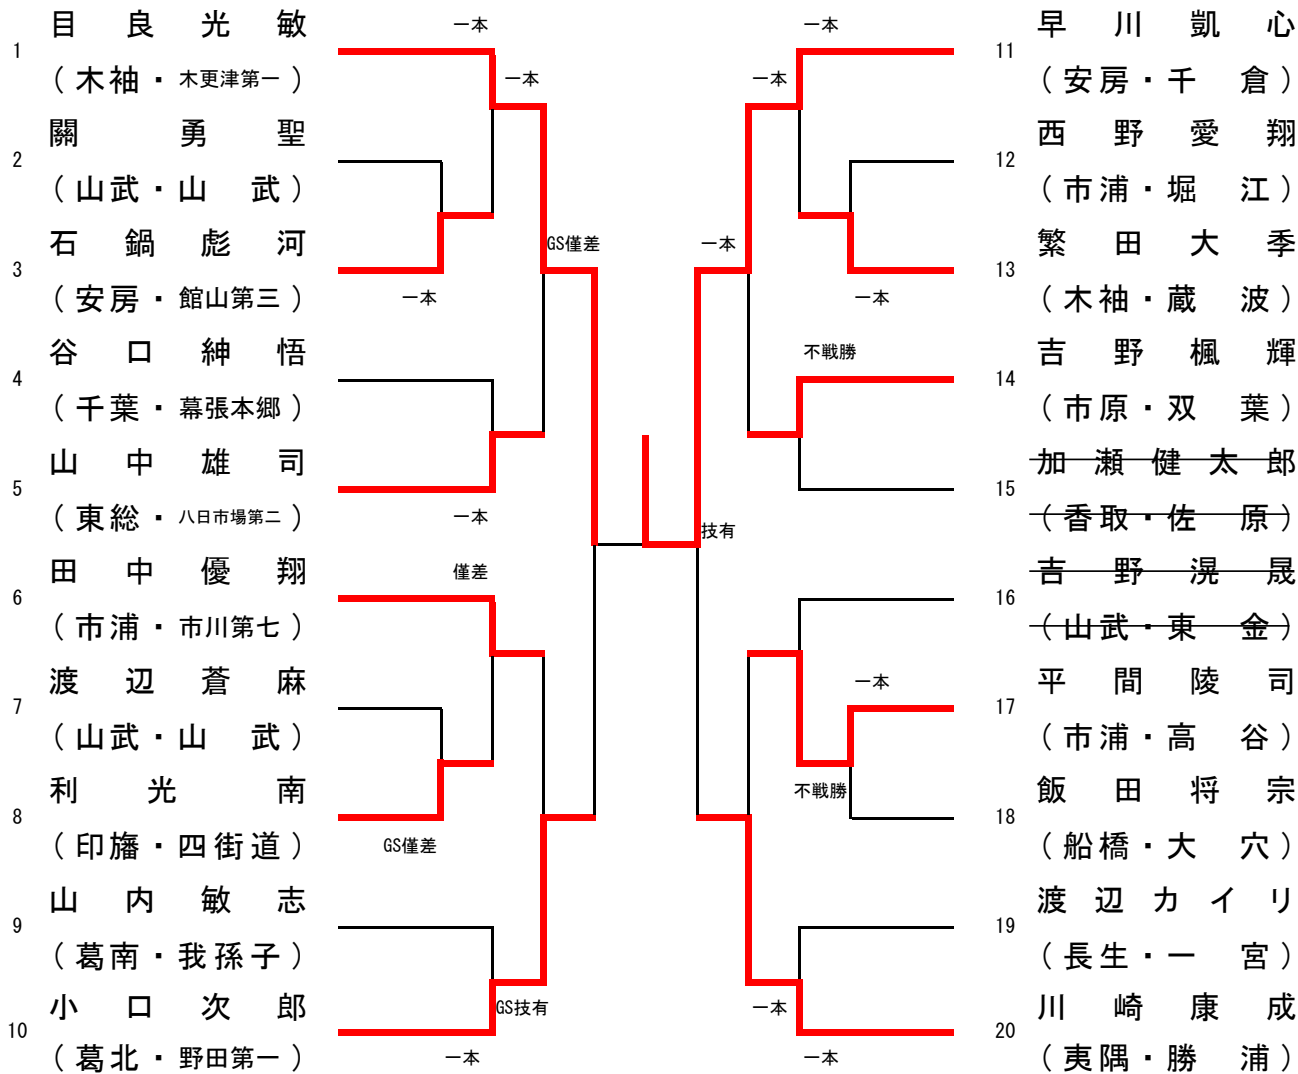 目良光敏
1
(木袖・木更津第一)
關勇聖
2
(山武・山武)
石鍋彪河
3
(安房・館山第三)
谷口紳悟
4
(千葉・幕張本郷)
山中雄司
5
(東総・八日市場第二)
田中優翔
6
(市浦・市川第七)
渡辺蒼麻
7
(山武・山武)
利光南
8
(印旛・四街道)
山内敏志
9
(葛南・我孫子)
小口次郎
10
(葛北・野田第一)
一本
一本
GS僅差
一本
一本
僅差
GS僅差
GS技有
一本
一本
一本
一本
一本
不戦勝
技有
一本
不戦勝
一本
一本
早川凱心
11
(安房・千倉)
西野愛翔
12
(市浦・堀江)
繁田大季
13
(木袖・蔵波)
吉野楓輝
14
(市原・双葉)
加瀬健太郎
15
(香取・佐原)
吉野滉晟
16
(山武・東金)
平間陵司
17
(市浦・高谷)
飯田将宗
18
(船橋・大穴)
渡辺カイリ
19
(長生・一宮)
川崎康成
20
(夷隅・勝浦)